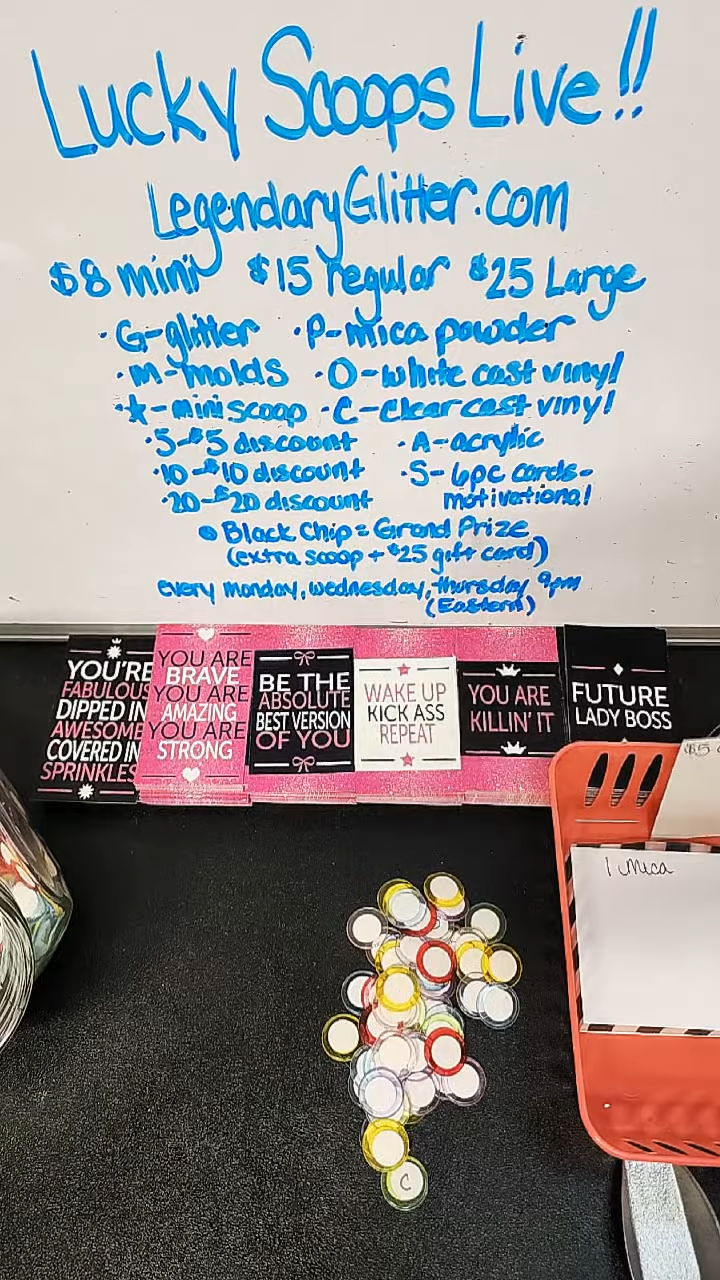 Lucky Scoops Live!!
LegendaryGlitter.com
$8 mini $15 regular $25 Large
•G-glitter •P-mica powder
•M-molds •O-white cast vinyl
•*-mini scoop •C-clear cast vinyl
•5-$5 discount •A-acrylic
•10-$10 discount •S-6pc cards-
•20-$20 discount motivational
• Black Chip = Grand Prize
(extra scoop + $25 gift card)
every monday, wednesday, thursday 9pm
(Eastern)
YOU'RE
FABULOUS
DIPPED IN
AWESOME
COVERED IN
SPRINKLES
YOU ARE
BRAVE
YOU ARE
AMAZING
YOU ARE
STRONG
BE THE
ABSOLUTE
BEST VERSION
OF YOU
WAKE UP
KICK ASS
REPEAT
YOU ARE
KILLIN' IT
FUTURE
LADY BOSS
$5
1 Mica
C